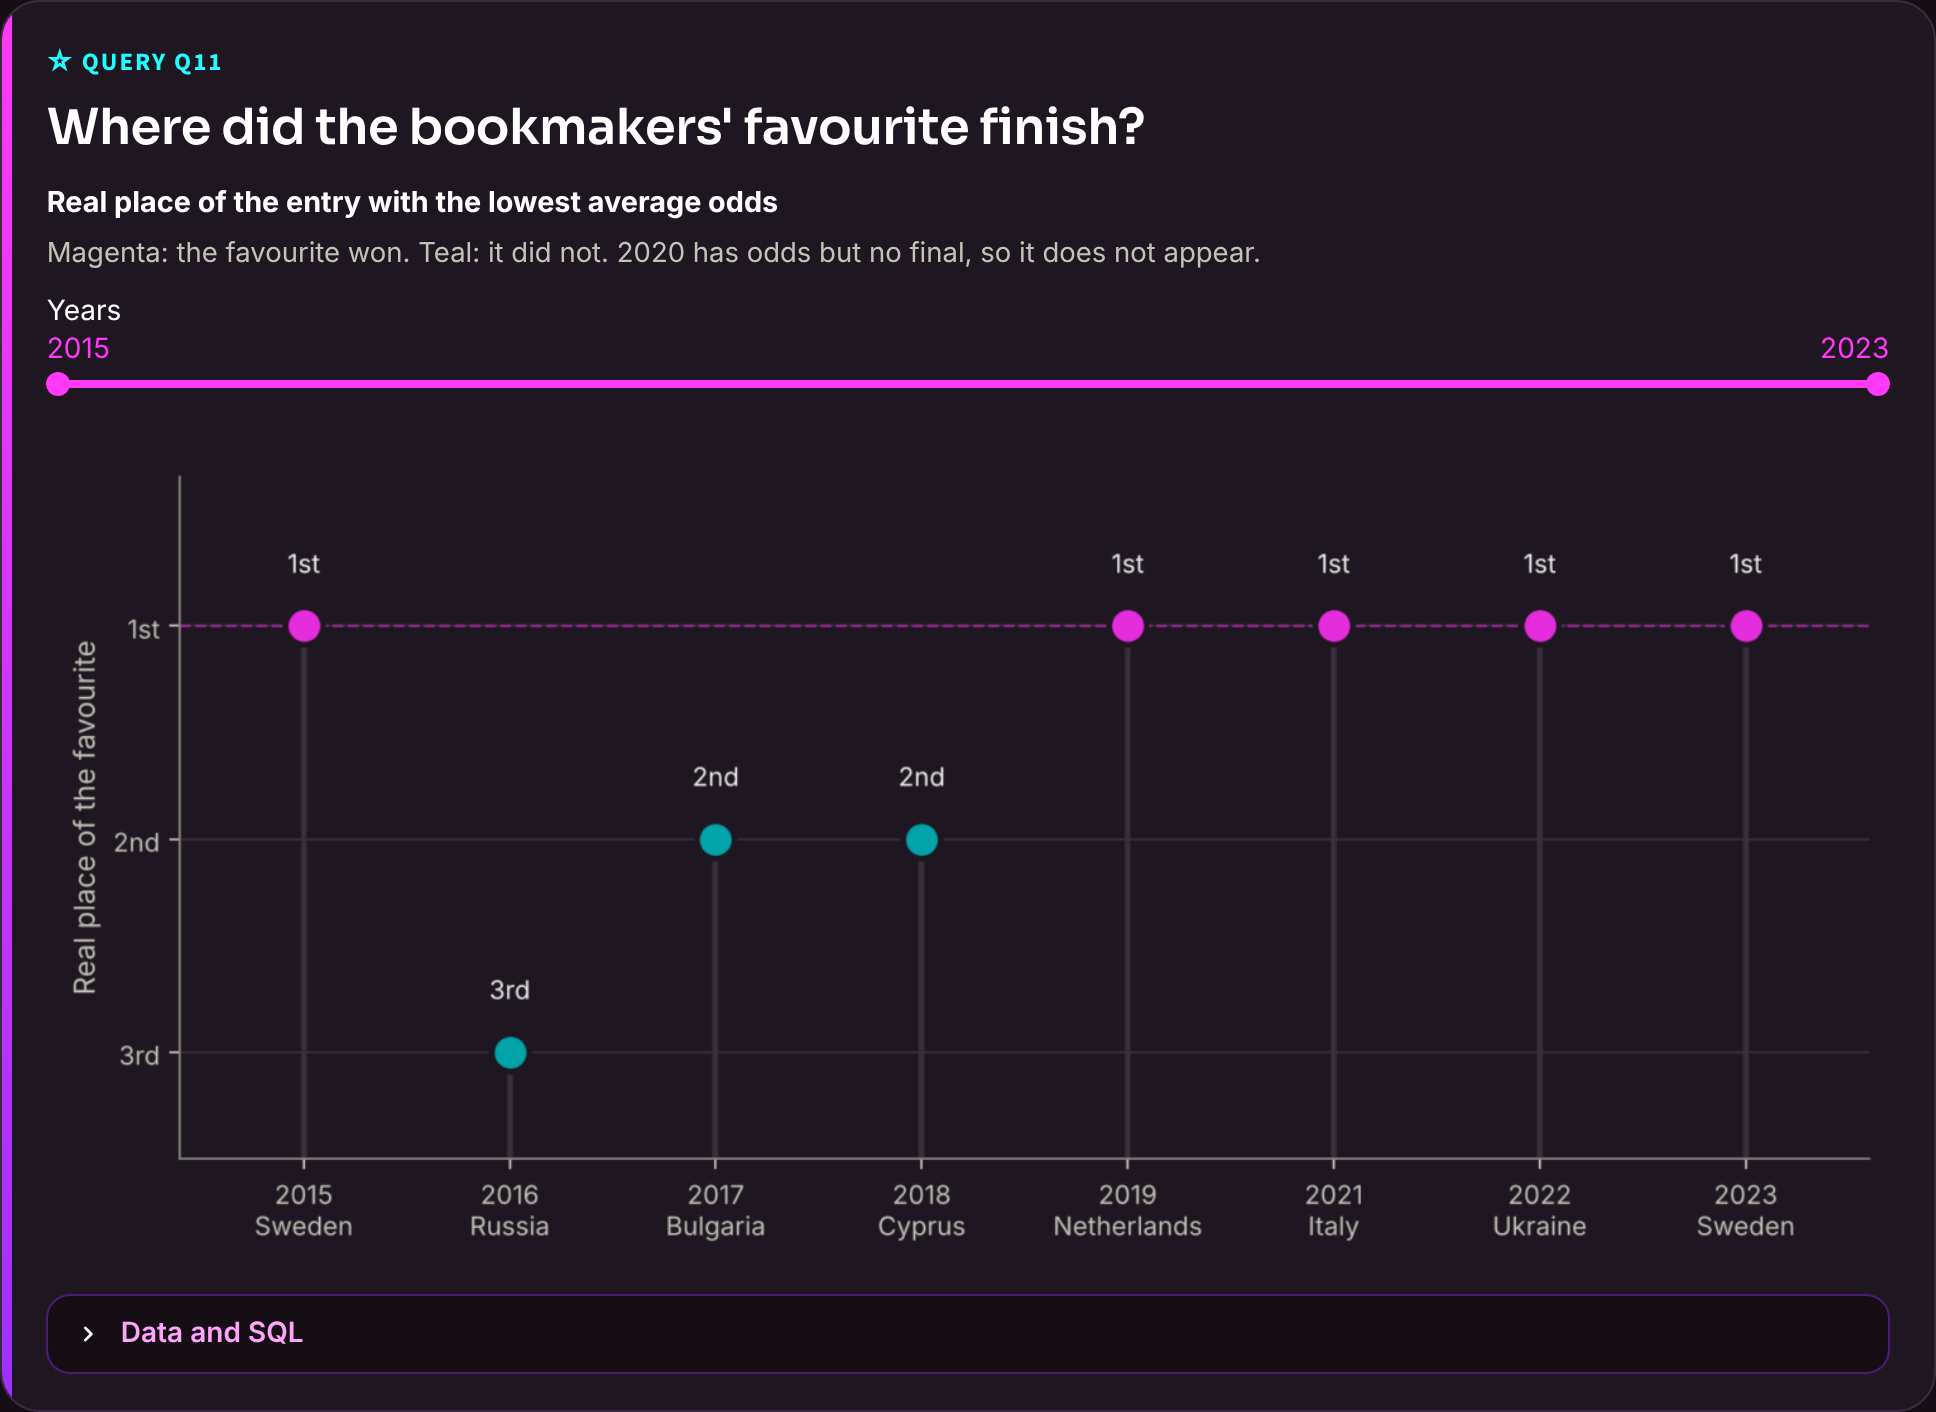 ☆ QUERY Q11
Where did the bookmakers' favourite finish?
Real place of the entry with the lowest average odds
Magenta: the favourite won. Teal: it did not. 2020 has odds but no final, so it does not appear.
Years
2015 2023
1st 1st 1st 1st 1st
1st
2nd 2nd
2nd
3rd
3rd
Real place of the favourite
2015 2016 2017 2018 2019 2021 2022 2023
Sweden Russia Bulgaria Cyprus Netherlands Italy Ukraine Sweden
Data and SQL